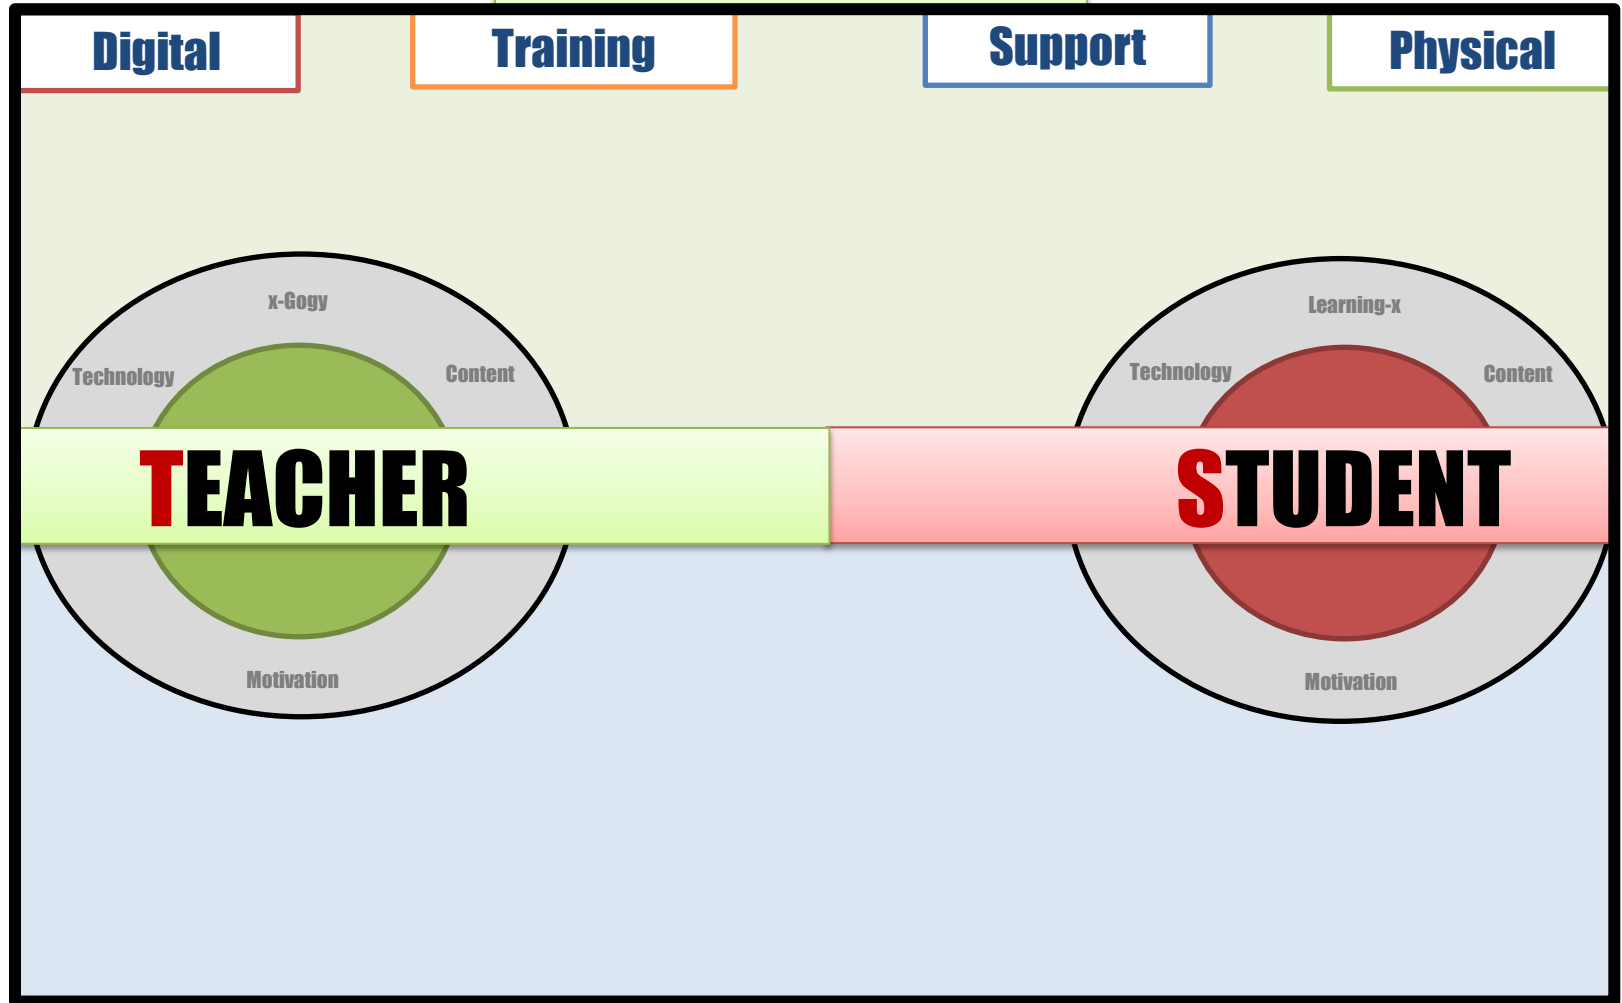 Digital
Training
Support
Physical
x-Gogy
Technology
Content
TEACHER
Motivation
Learning-x
Technology
Content
STUDENT
Motivation